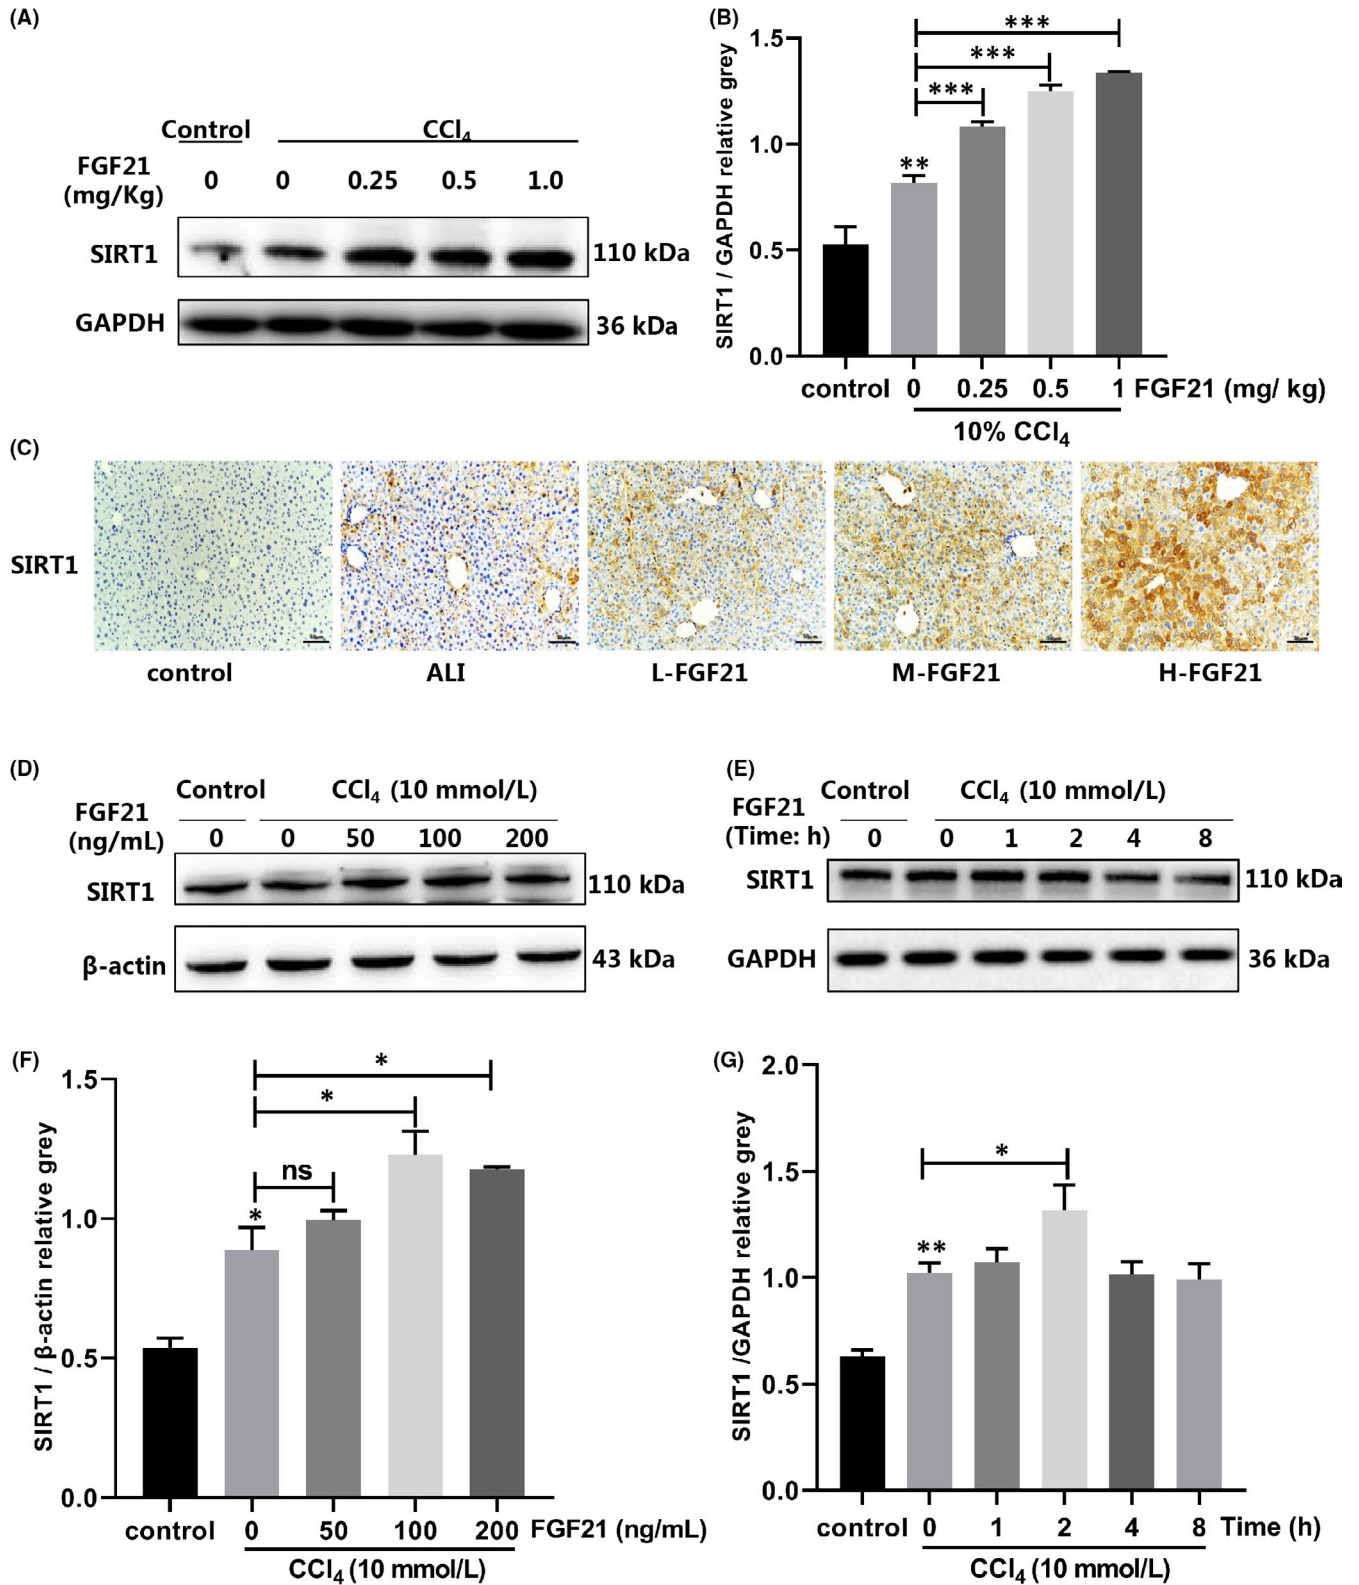 (A)
Control CCl4
FGF21
(mg/Kg) 0 0 0.25 0.5 1.0
SIRT1 110 kDa
GAPDH 36 kDa
(B)
SIRT1 / GAPDH relative grey
1.5
1.0
0.5
0.0
***
***
***
**
control 0 0.25 0.5 1 FGF21 (mg/ kg)
10% CCl4
(C)
SIRT1
control ALI L-FGF21 M-FGF21 H-FGF21
(D)
Control CCl4 (10 mmol/L)
FGF21
(ng/mL) 0 0 50 100 200
SIRT1 110 kDa
β-actin 43 kDa
(E)
Control CCl4 (10 mmol/L)
FGF21
(Time: h) 0 0 1 2 4 8
SIRT1 110 kDa
GAPDH 36 kDa
(F)
SIRT1 / β-actin relative grey
1.5
1.0
0.5
0.0
*
*
ns
*
control 0 50 100 200 FGF21 (ng/mL)
CCl4 (10 mmol/L)
(G)
SIRT1 /GAPDH relative grey
2.0
1.5
1.0
0.5
0.0
*
**
control 0 1 2 4 8 Time (h)
CCl4 (10 mmol/L)